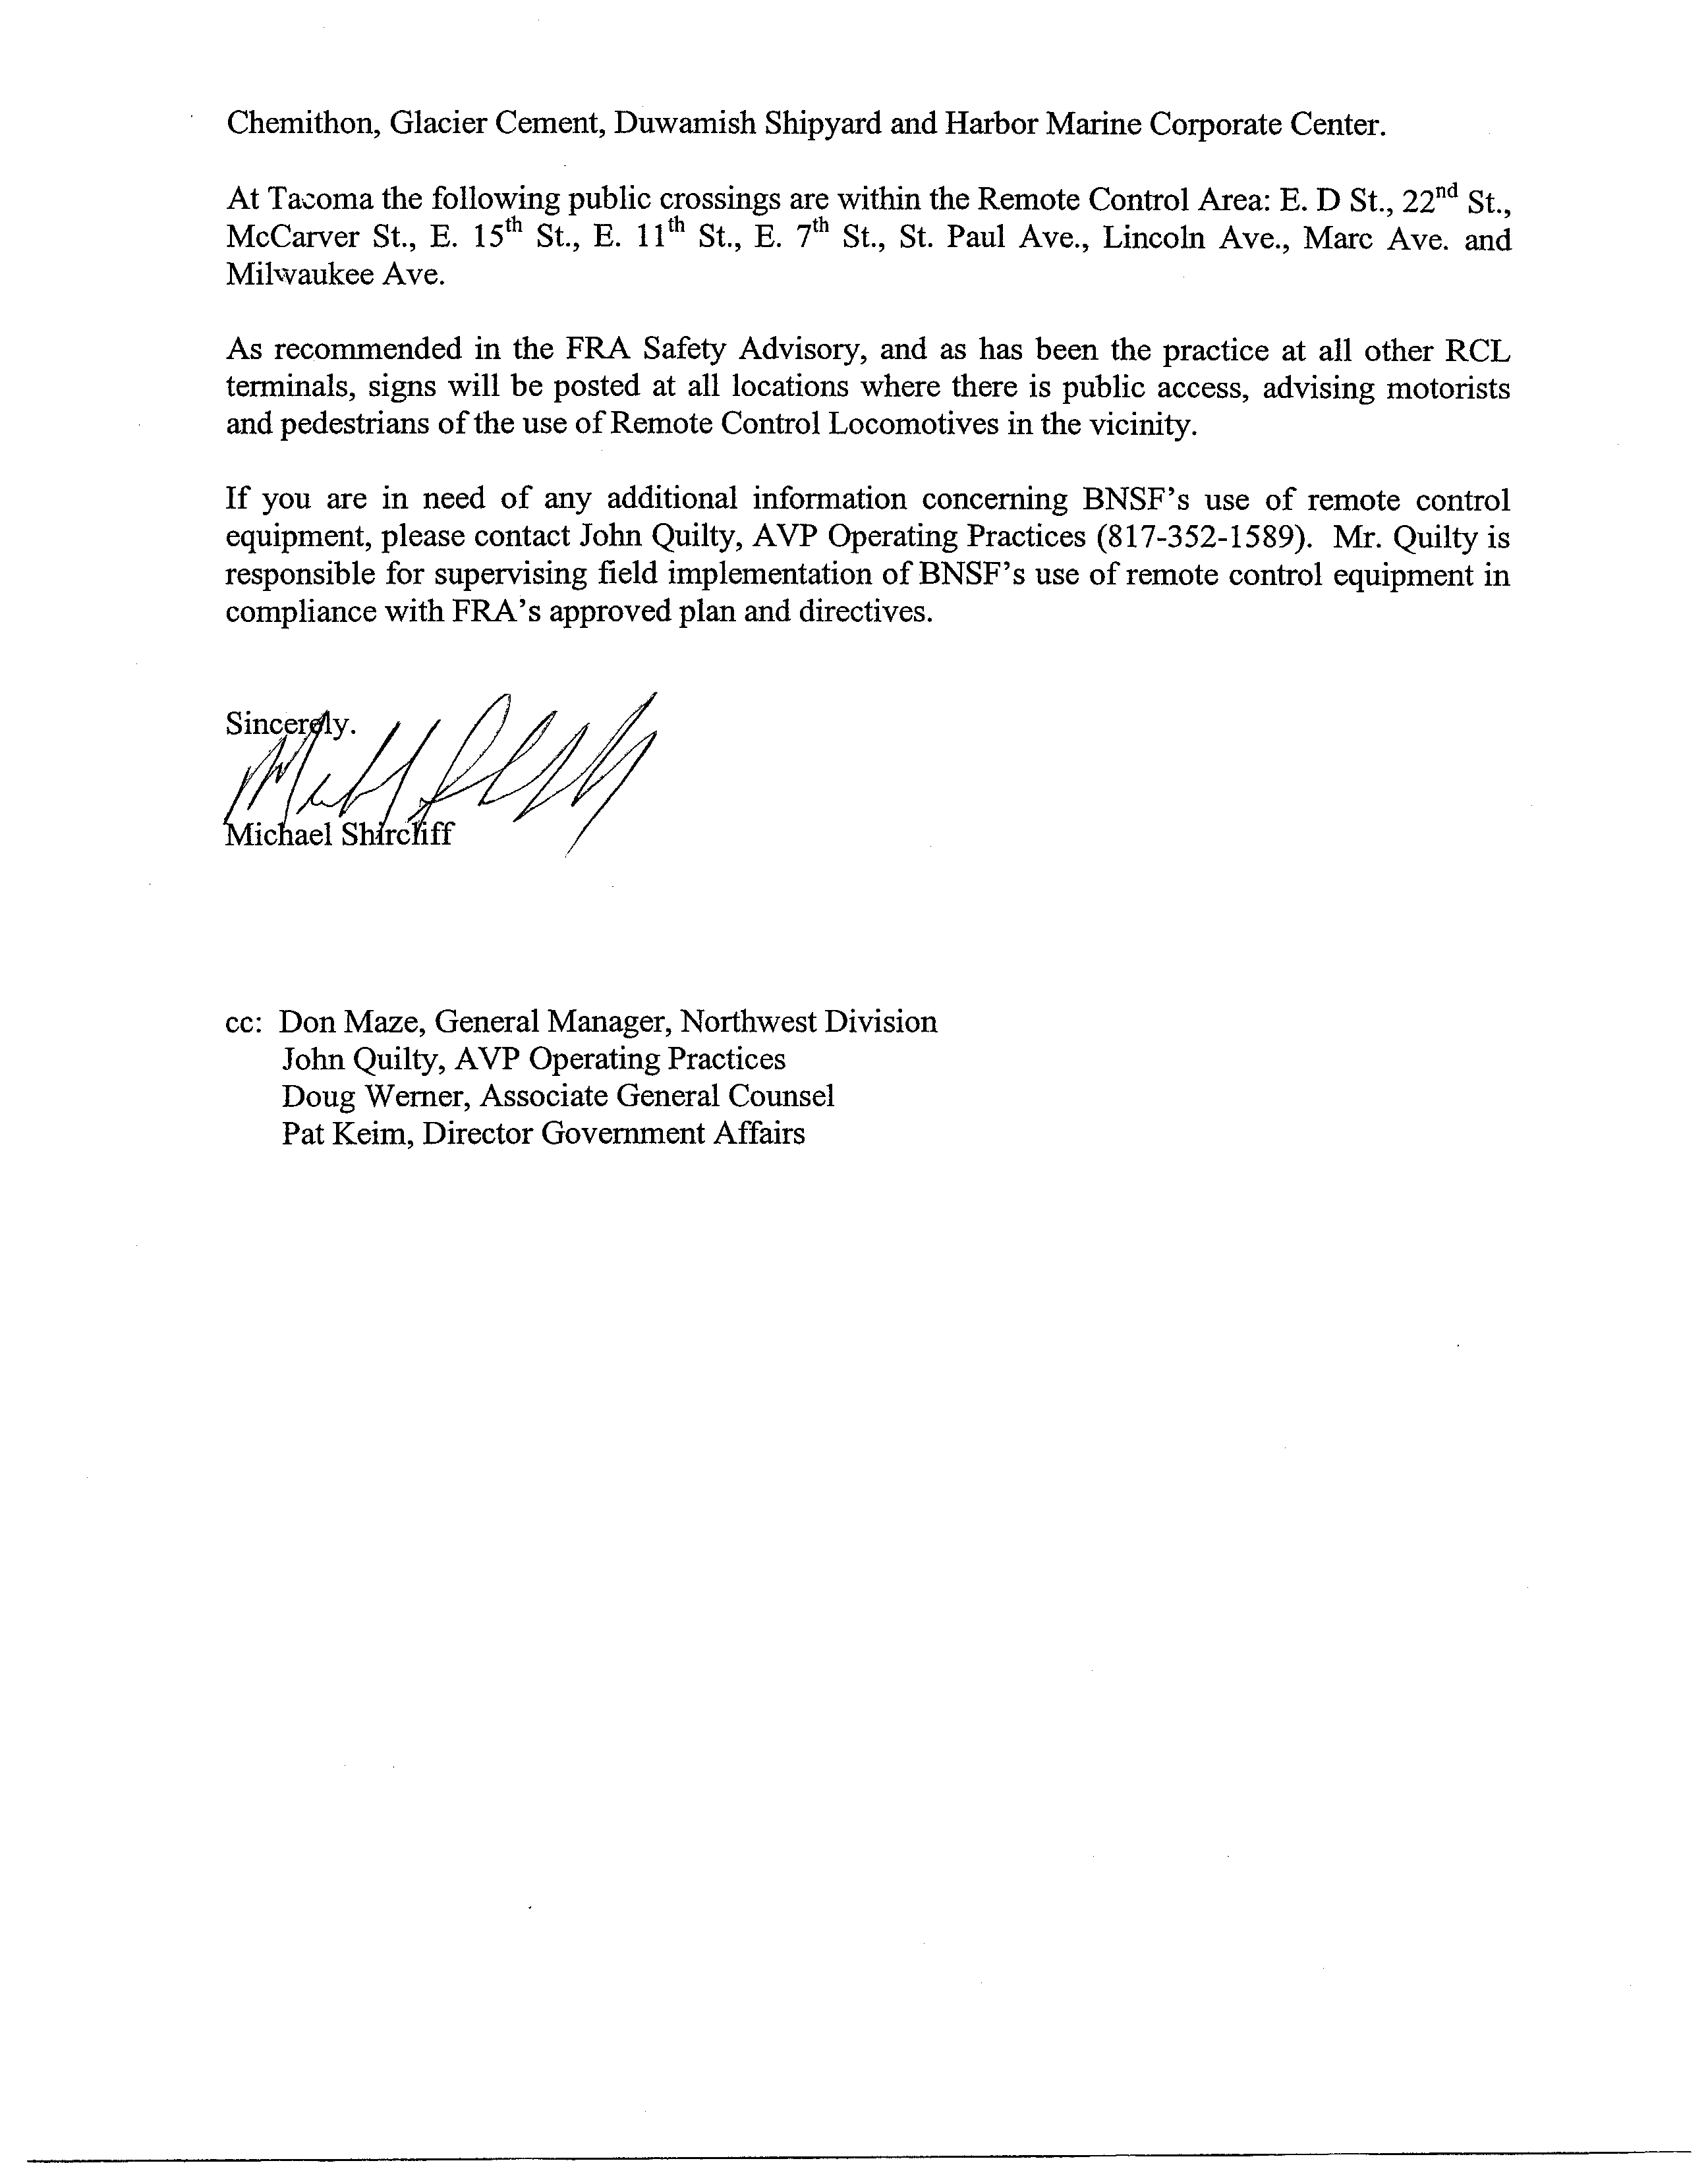 Chemithon, Glacier Cement, Duwamish Shipyard and Harbor Marine Corporate Center.
At Tacoma the following public crossings are within the Remote Control Area: E. D St., 22nd St.,
McCarver St., E. 15th St., E. 11th St., E. 7th St., St. Paul Ave., Lincoln Ave., Marc Ave. and
Milwaukee Ave.
As recommended in the FRA Safety Advisory, and as has been the practice at all other RCL
terminals, signs will be posted at all locations where there is public access, advising motorists
and pedestrians of the use of Remote Control Locomotives in the vicinity.
If you are in need of any additional information concerning BNSF's use of remote control
equipment, please contact John Quilty, AVP Operating Practices (817-352-1589). Mr. Quilty is
responsible for supervising field implementation of BNSF's use of remote control equipment in
compliance with FRA's approved plan and directives.
Sincerely.
Michael Shircliff
cc: Don Maze, General Manager, Northwest Division
John Quilty, AVP Operating Practices
Doug Werner, Associate General Counsel
Pat Keim, Director Government Affairs